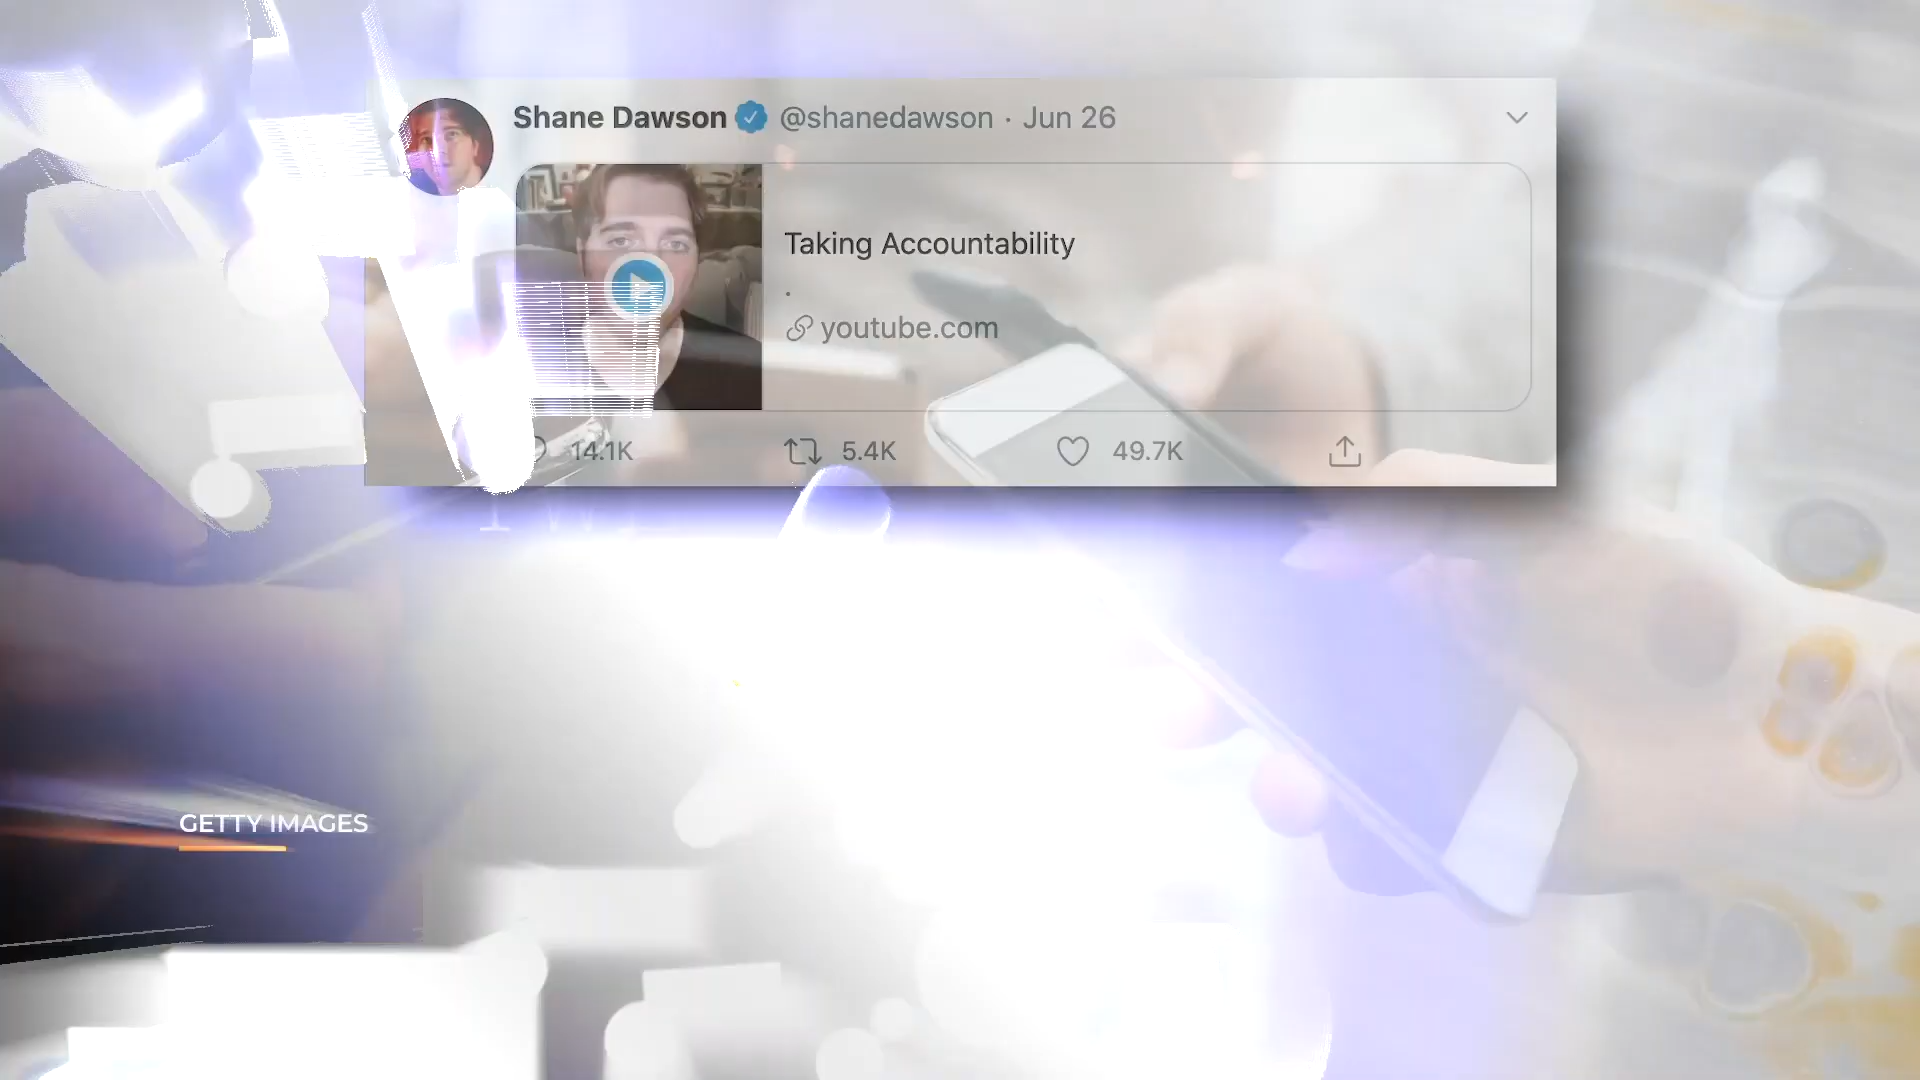 Shane Dawson @shanedawson · Jun 26
Taking Accountability
.
youtube.com
14.1K 5.4K 49.7K
GETTY IMAGES